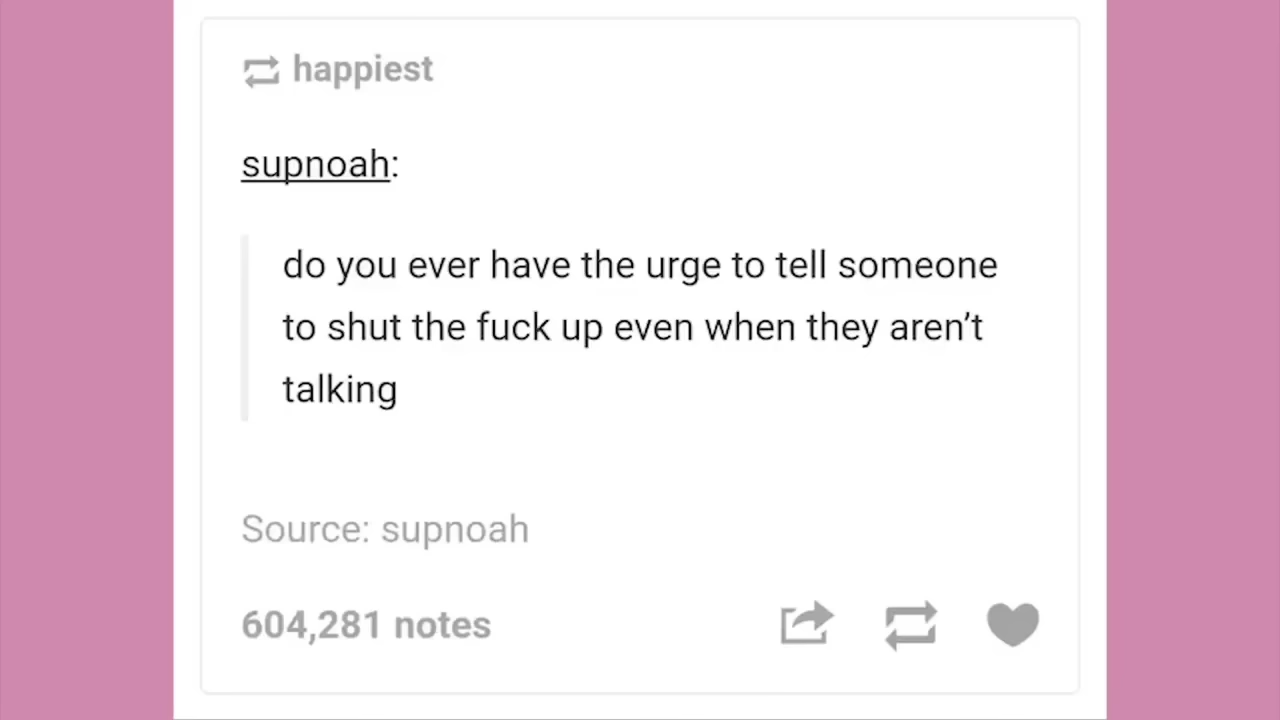 happiest
supnoah:
do you ever have the urge to tell someone
to shut the fuck up even when they aren’t
talking
Source: supnoah
604,281 notes